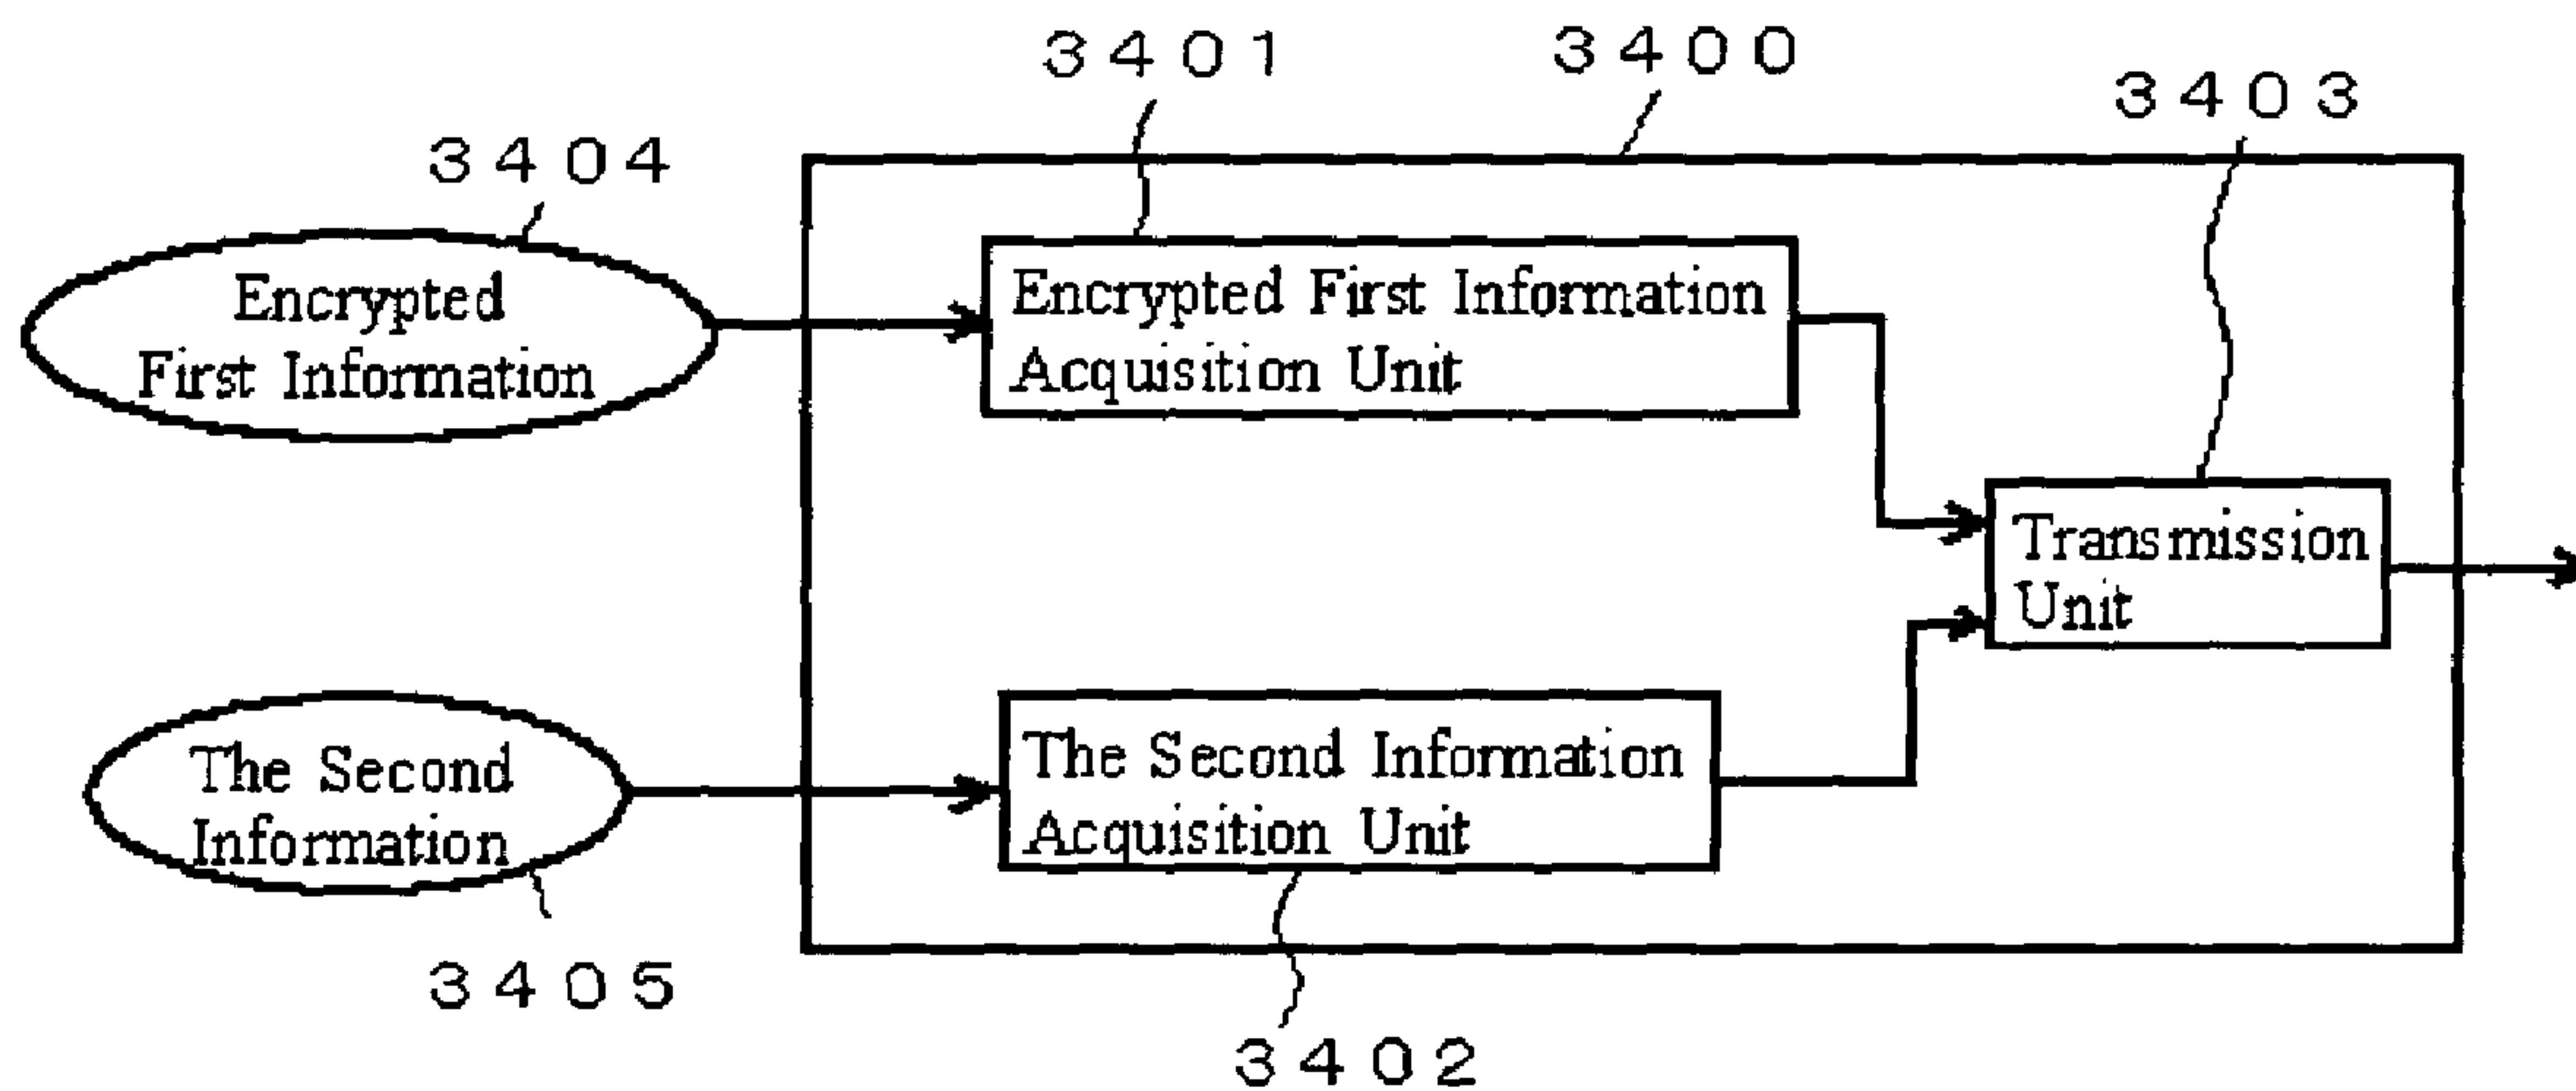 3401
3400
3403
3404
Encrypted
First Information
Encrypted First Information
Acquisition Unit
Transmission
Unit
The Second
Information
The Second Information
Acquisition Unit
3405
3402